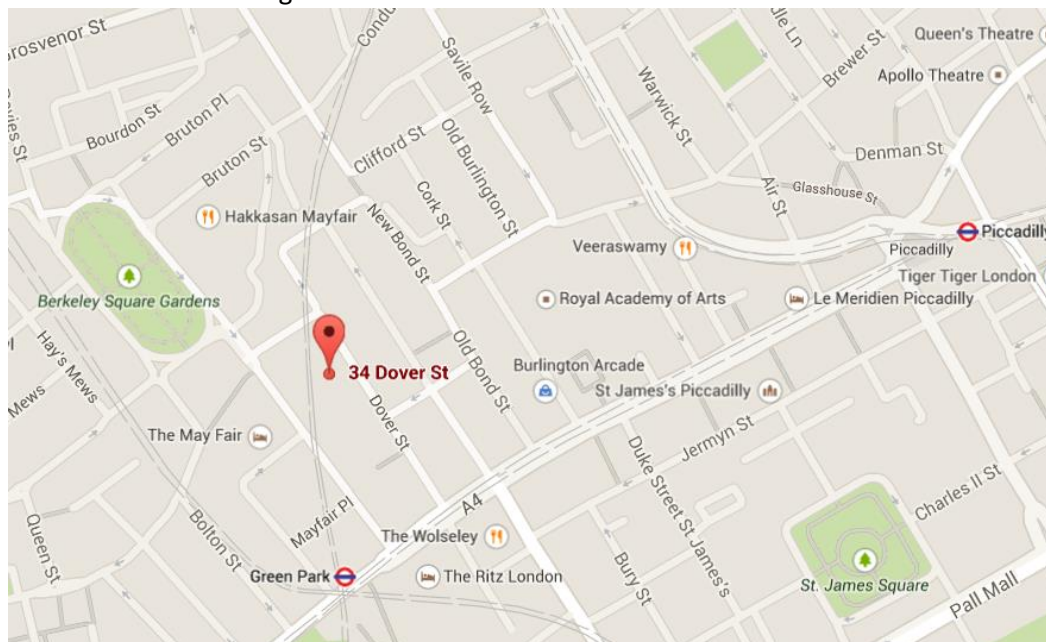 Grosvenor St
Savile Row
Warwick St
Brewer St
Queen's Theatre
Apollo Theatre
Bourdon St
Bruton Pl
Bruton St
Clifford St
Old Burlington St
Cork St
Denman St
Glasshouse St
Air St
Hakkasan Mayfair
New Bond St
Veeraswamy
Piccadilly
Piccadilly
Tiger Tiger London
Berkeley Square Gardens
Royal Academy of Arts
Le Meridien Piccadilly
Hay's Mews
Mews
34 Dover St
Old Bond St
Burlington Arcade
St James's Piccadilly
Dover St
The May Fair
Jermyn St
Duke Street St James's
Charles II St
A4
Mayfair Pl
Bolton St
Queen St
The Wolseley
Green Park
The Ritz London
Bury St
St. James Square
Pall Mall